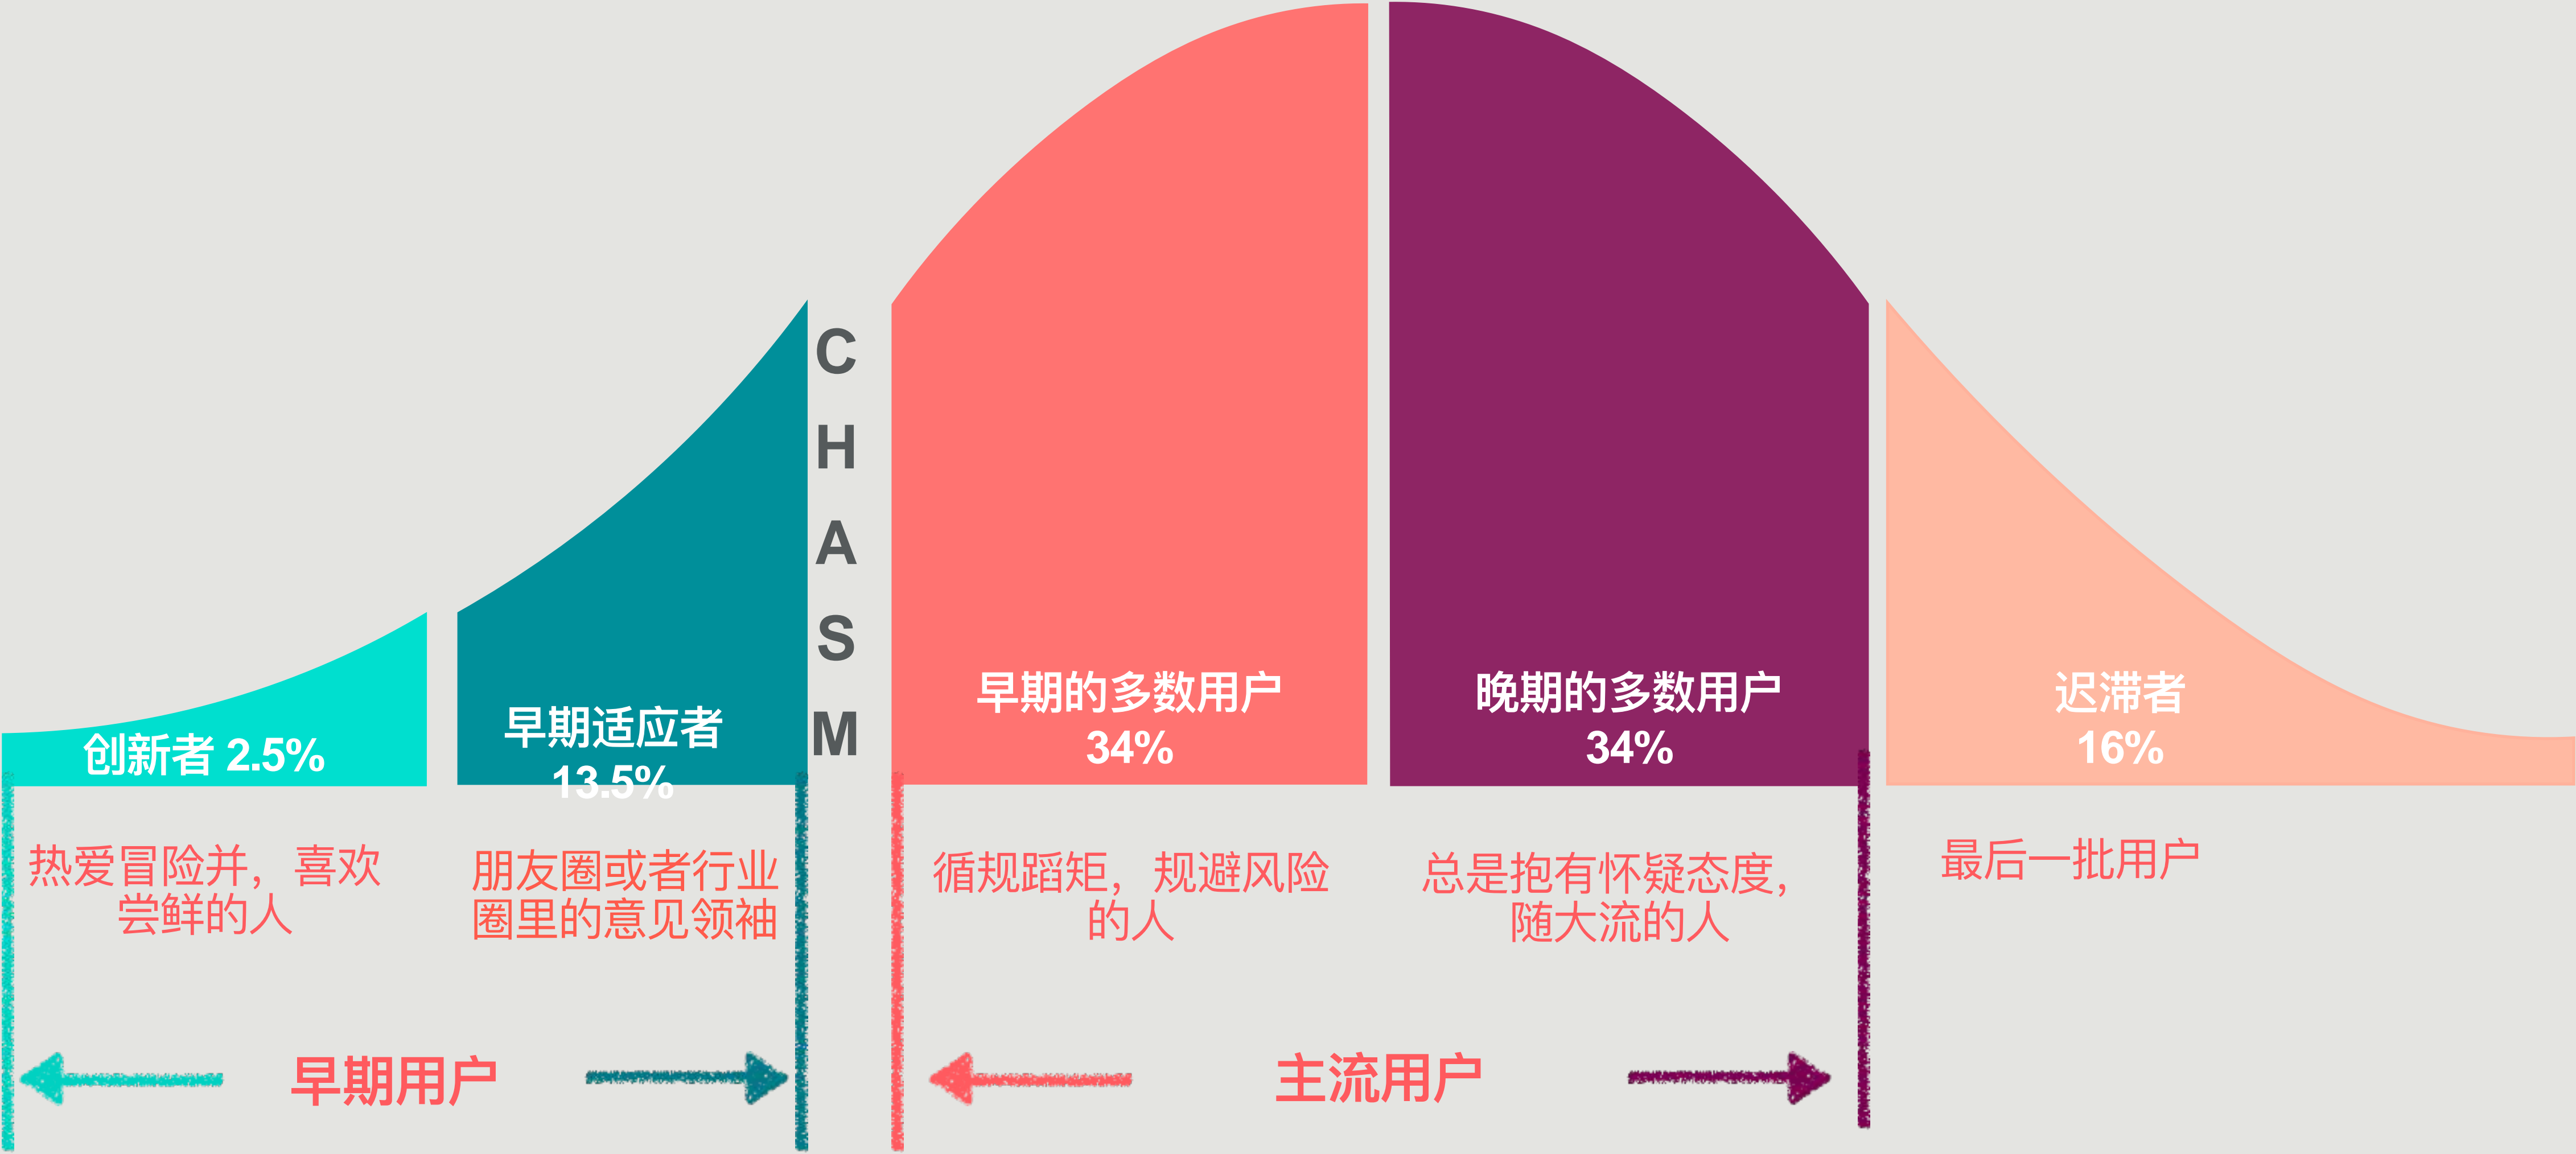 C
H
A
S
M
创新者 2.5%
早期适应者
13.5%
早期的多数用户
34%
晚期的多数用户
34%
迟滞者
16%
热爱冒险并，喜欢
尝鲜的人
朋友圈或者行业
圈里的意见领袖
循规蹈矩，规避风险
的人
总是抱有怀疑态度，
随大流的人
最后一批用户
早期用户
主流用户